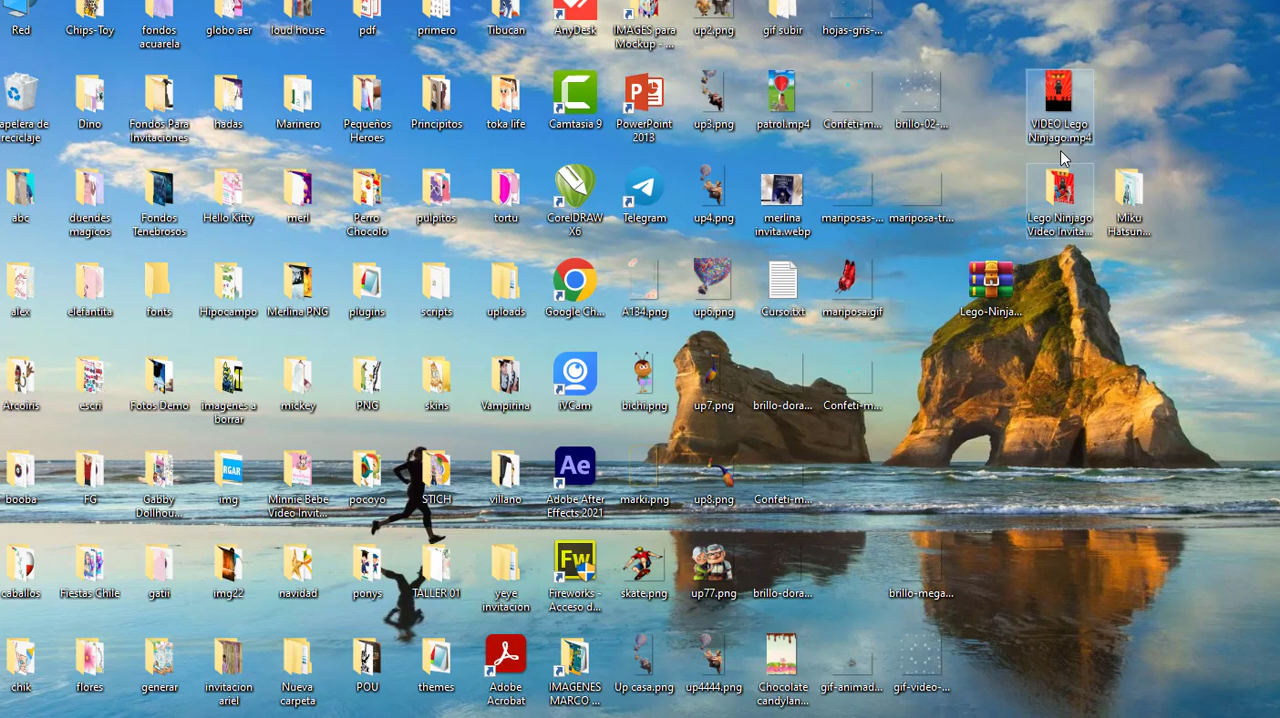 Red
Chips-Toy
fondos
acuarela
globo aer
loud house
pdf
primero
Tibucan
AnyDesk
IMAGES para
Mockup - ...
up2.png
gif subir
hojas-gris-...
apelera de
reciclaje
Dino
Fondos Para
Invitaciones
hadas
Marinero
Pequeños
Heroes
Principitos
toka life
Camtasia 9
PowerPoint
2013
up3.png
patrol.mp4
Confeti-m...
brillo-02-...
VIDEO Lego
Ninjago.mp4
abc
duendes
magicos
Fondos
Tenebrosos
Hello Kitty
merl
Perro
Chocolo
pulpitos
tortu
CorelDRAW
X6
Telegram
up4.png
merlina
invita.webp
mariposas-...
mariposa-tr...
Lego Ninjago
Video Invita...
Miku
Hatsun...
alex
elefantita
fonts
Hipocampo
Merlina PNG
plugins
scripts
uploads
Google Ch...
A134.png
up6.png
Curso.txt
mariposa.gif
Lego-Ninja...
Arcoiris
escri
Fotos Demo
imagenes a
borrar
mickey
PNG
skins
Vampirina
iVCam
bichi.png
up7.png
brillo-dora...
Confeti-m...
booba
FG
Gabby
Dollhou...
RGAR
img
Minnie Bebe
Video Invit...
pocoyo
STICH
villano
Ae
Adobe After
Effects 2021
marki.png
up8.png
Confeti-m...
caballos
Fiestas Chile
gatii
img22
navidad
ponys
TALLER 01
yeye
invitacion
Fw
Fireworks -
Acceso d...
skate.png
up77.png
brillo-dora...
brillo-mega...
chik
flores
generar
invitacion
ariel
Nueva
carpeta
POU
themes
Adobe
Acrobat
IMAGENES
MARCO ...
Up casa.png
up4444.png
Chocolate
candylan...
gif-animad...
gif-video-...